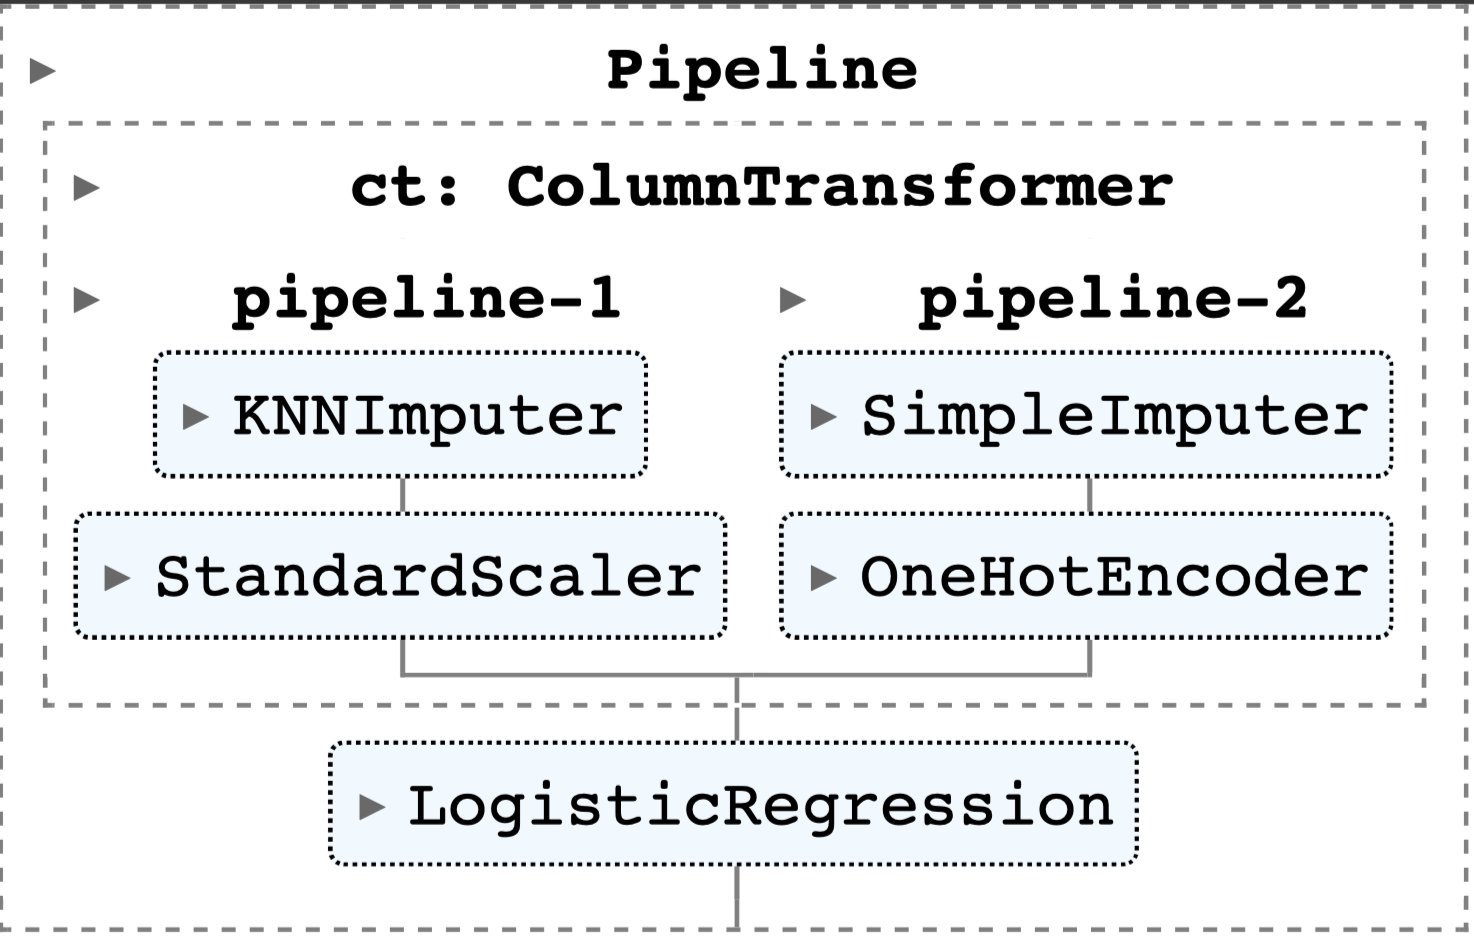 Pipeline
ct: ColumnTransformer
pipeline-1
pipeline-2
KNNImputer
SimpleImputer
StandardScaler
OneHotEncoder
LogisticRegression